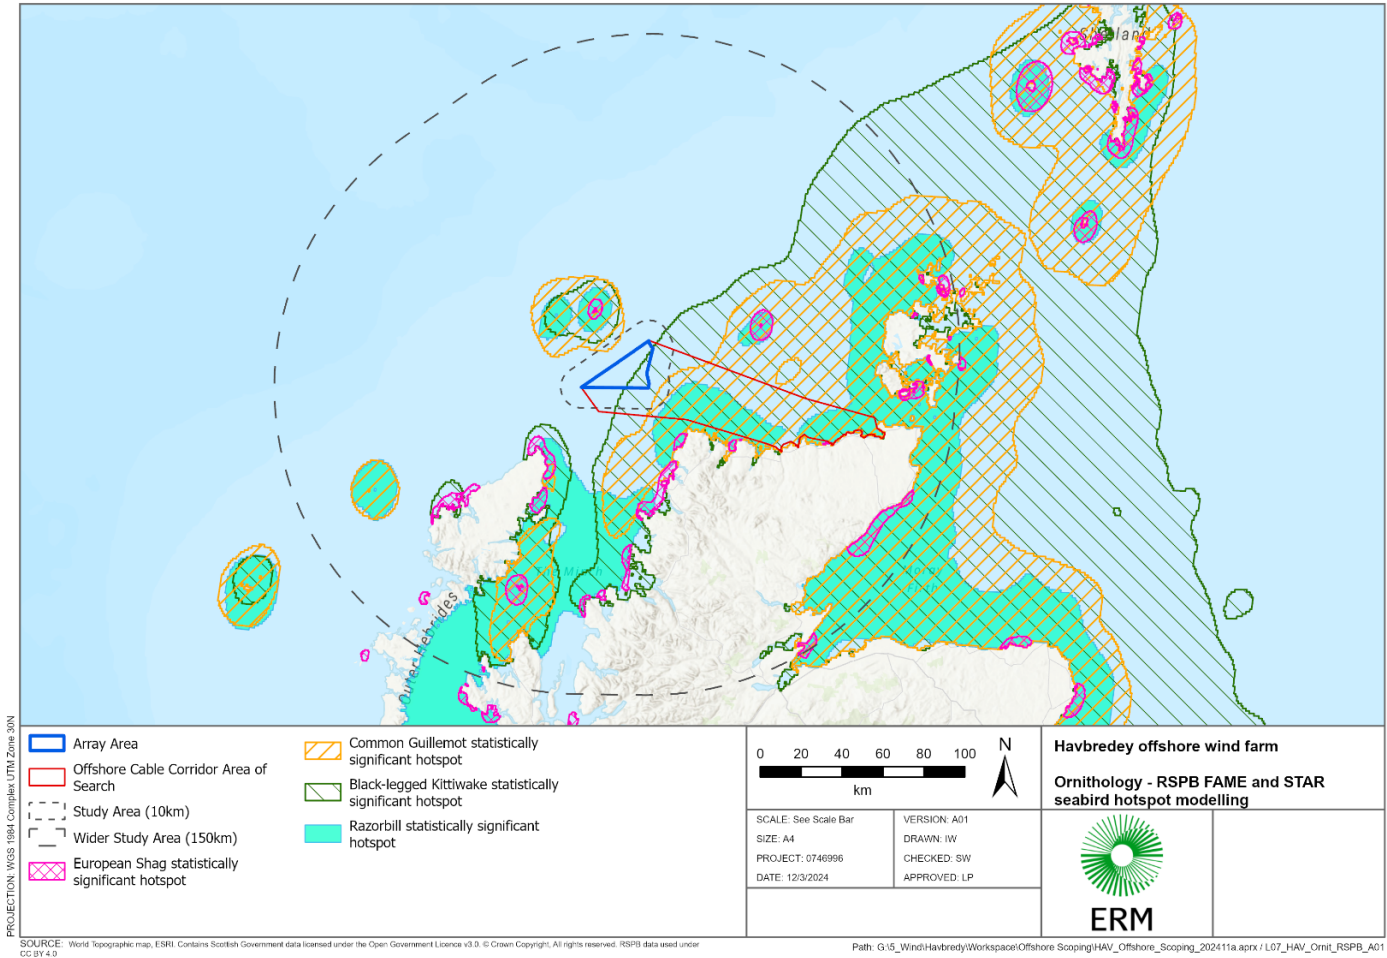 Shetland
The Minch
Moray
Firth
Outer Hebrides
PROJECTION: WGS 1984 Complex UTM Zone 30N
Array Area
Offshore Cable Corridor Area of
Search
Study Area (10km)
Wider Study Area (150km)
European Shag statistically
significant hotspot
Common Guillemot statistically
significant hotspot
Black-legged Kittiwake statistically
significant hotspot
Razorbill statistically significant
hotspot
0 20 40 60 80 100
km
N
SCALE: See Scale Bar
SIZE: A4
PROJECT: 0746996
DATE: 12/3/2024
VERSION: A01
DRAWN: IW
CHECKED: SW
APPROVED: LP
Havbredey offshore wind farm
Ornithology - RSPB FAME and STAR
seabird hotspot modelling
ERM
SOURCE: World Topographic map, ESRI. Contains Scottish Government data licensed under the Open Government Licence v3.0. © Crown Copyright, All rights reserved. RSPB data used under
CC BY 4.0
Path: G:\5_Wind\Havbredy\Workspace\Offshore Scoping\HAV_Offshore_Scoping_202411a.aprx / L07_HAV_Ornit_RSPB_A01